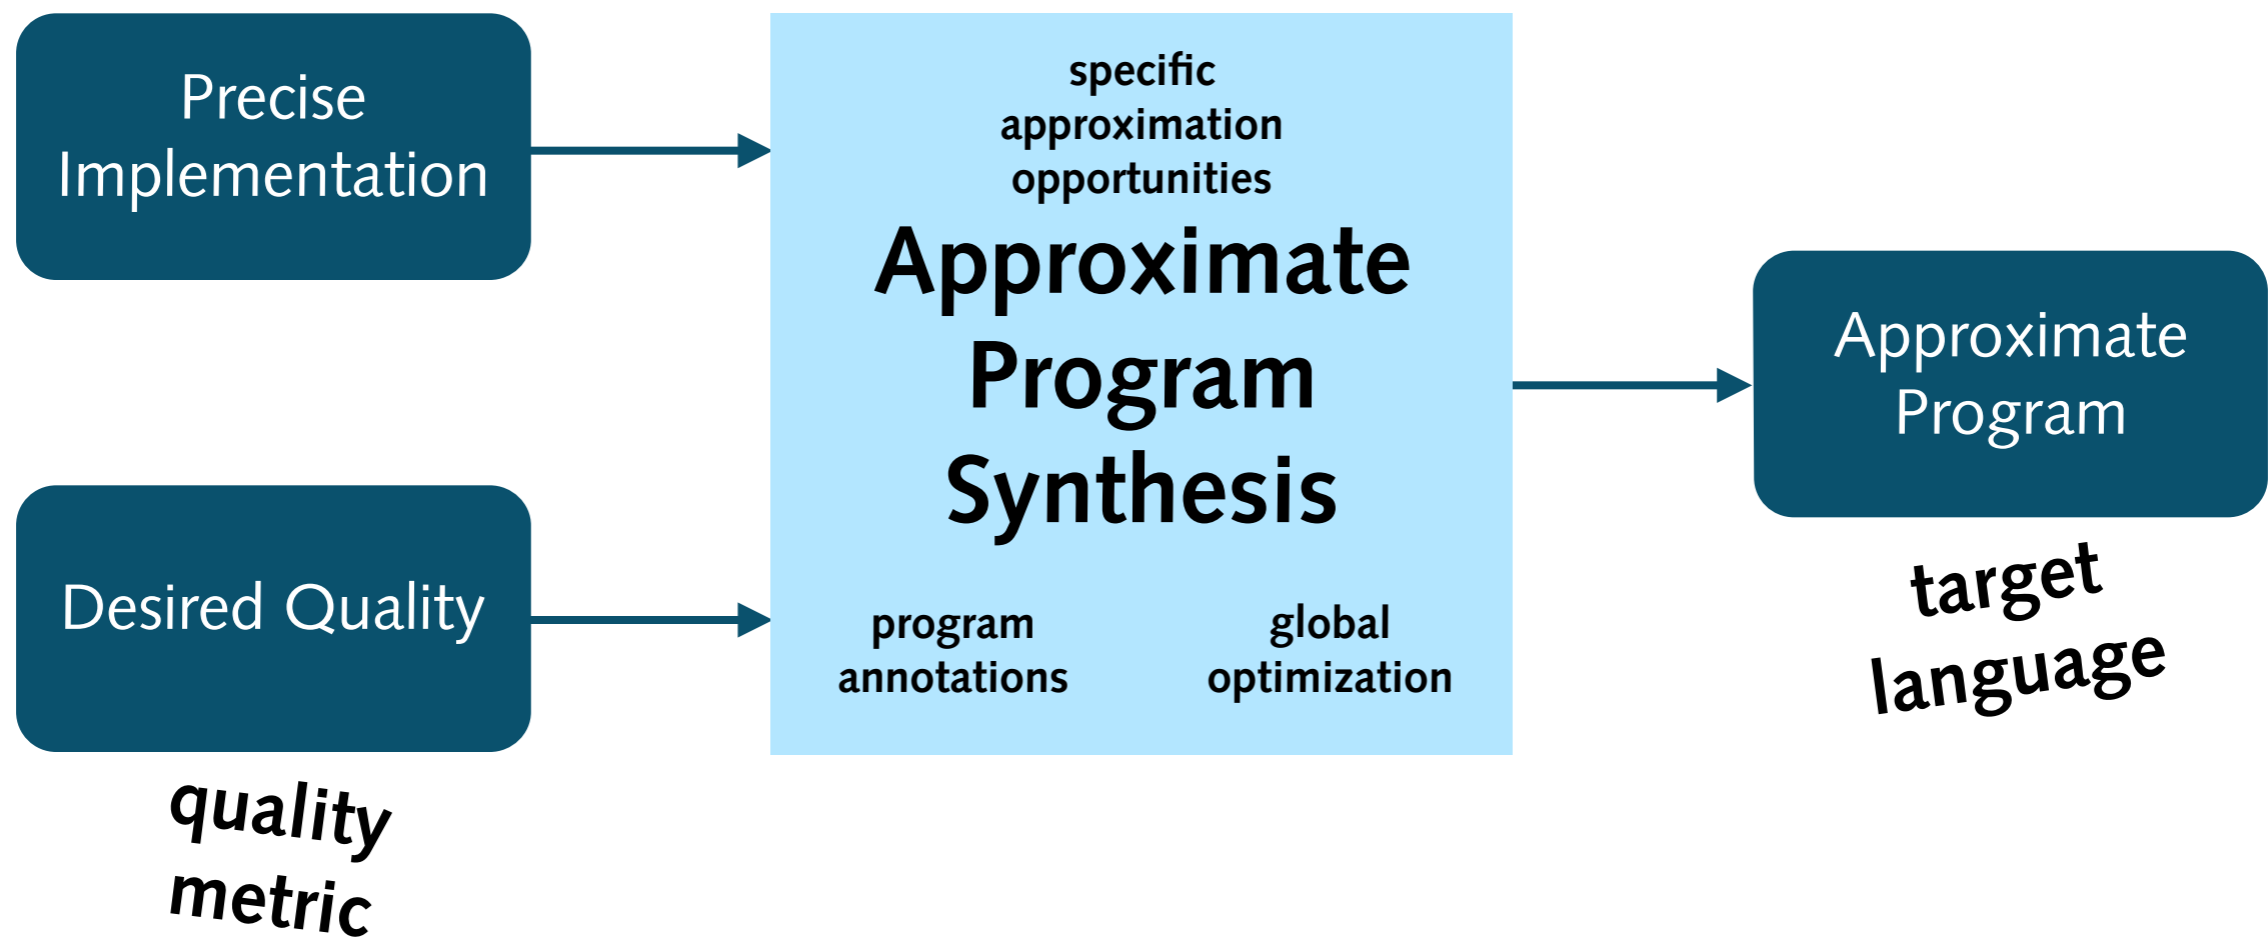 Precise
Implementation
Desired Quality
quality
metric
specific
approximation
opportunities
Approximate
Program
Synthesis
program
annotations
global
optimization
Approximate
Program
target
language